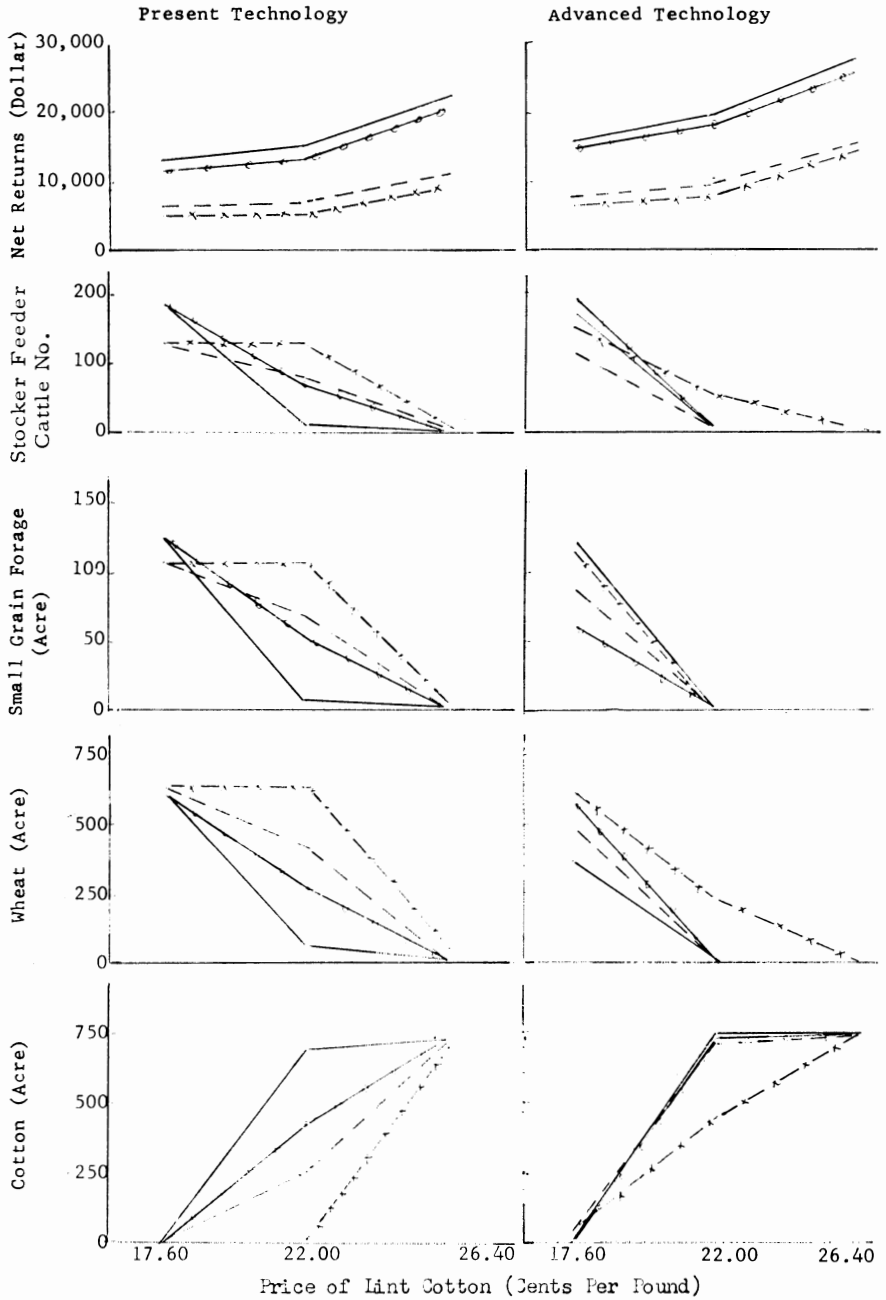 Present Technology Advanced Technology
Net Returns (Dollar)
30,000
20,000
10,000
0
Stocker Feeder
Cattle No.
200
100
0
Small Grain Forage
(Acre)
150
100
50
0
Wheat (Acre)
750
500
250
0
Cotton (Acre)
750
500
250
0
17.60 22.00 26.40 17.60 22.00 26.40
Price of Lint Cotton (Cents Per Pound)